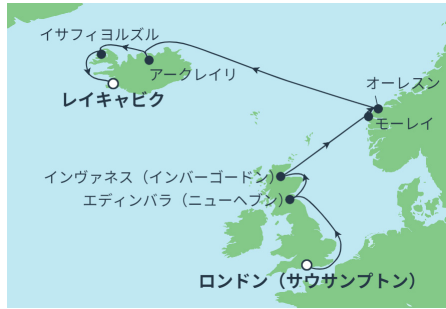 イサフィヨルズル
アークレイリ
レイキャビク
オーレスン
モーレイ
インヴァネス（インバーゴードン）
エディンバラ（ニューヘブン）
ロンドン（サウサンプトン）